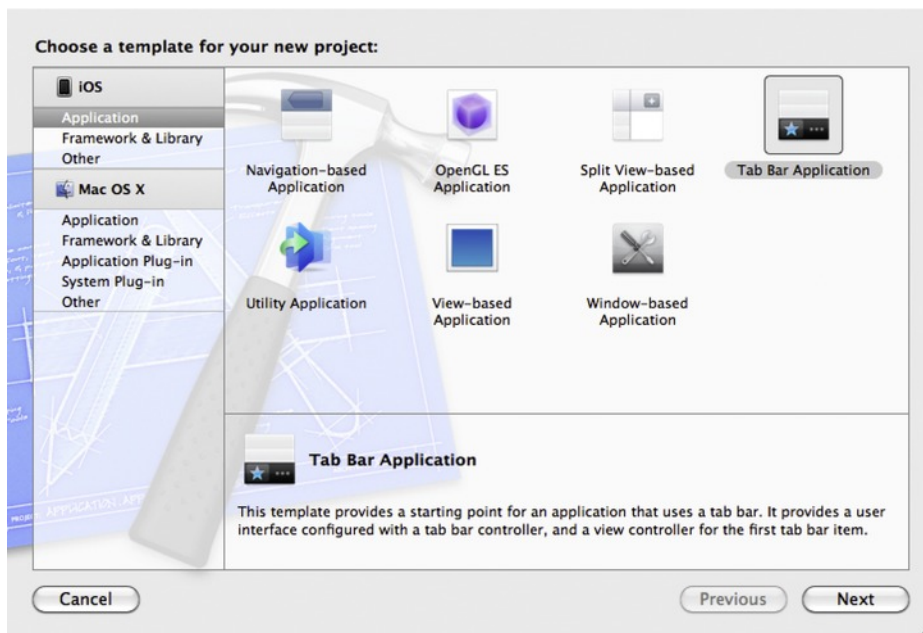 Choose a template for your new project:
iOS
Application
Framework & Library
Other
Mac OS X
Application
Framework & Library
Application Plug-in
System Plug-in
Other
Navigation-based
Application
OpenGL ES
Application
Split View-based
Application
Tab Bar Application
Utility Application
View-based
Application
Window-based
Application
Tab Bar Application
This template provides a starting point for an application that uses a tab bar. It provides a user
interface configured with a tab bar controller, and a view controller for the first tab bar item.
Cancel
Previous
Next